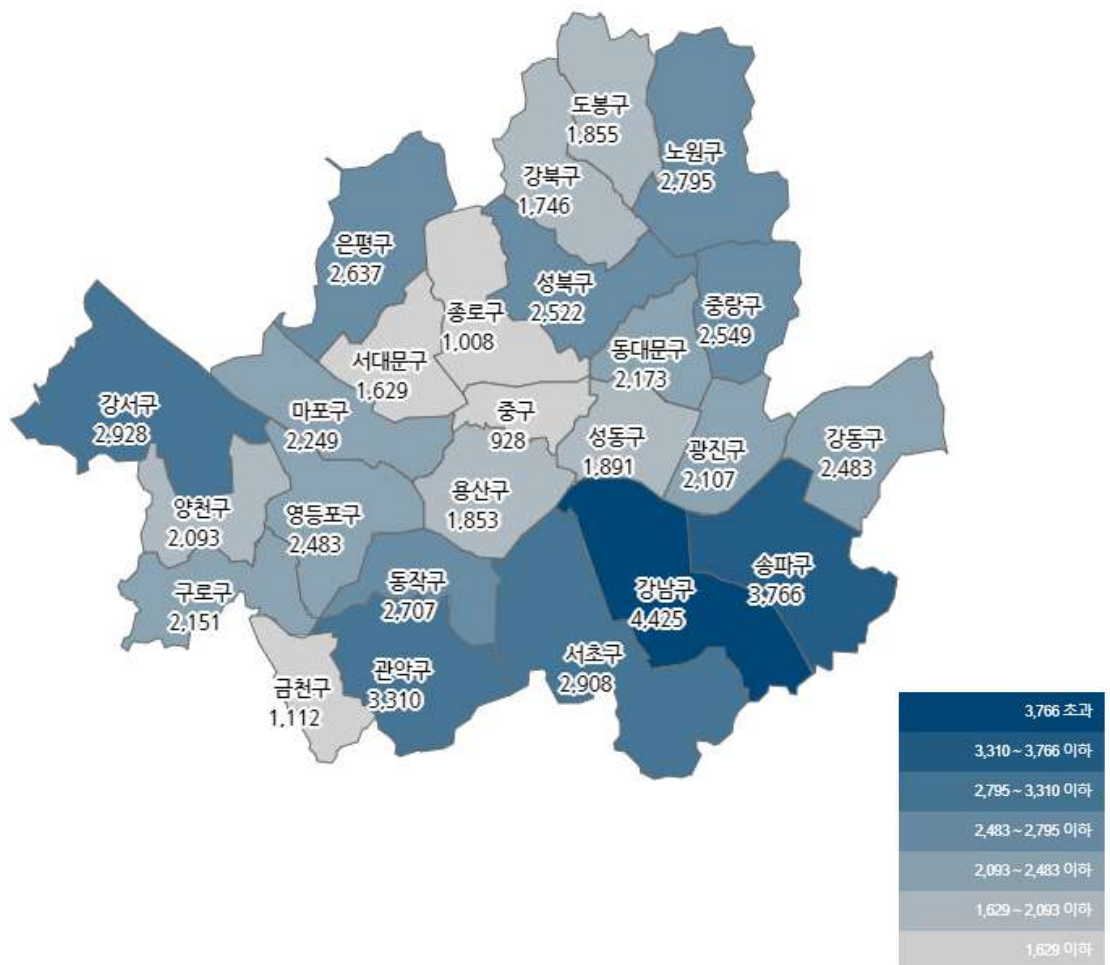 도봉구
1,855
노원구
2,795
강북구
1,746
은평구
2,637
성북구
2,522
중랑구
2,549
종로구
1,008
동대문구
2,173
서대문구
1,629
강서구
2,928
마포구
2,249
중구
928
성동구
1,891
광진구
2,107
강동구
2,483
양천구
2,093
영등포구
2,483
용산구
1,853
구로구
2,151
동작구
2,707
강남구
4,425
송파구
3,766
서초구
2,908
관악구
3,310
금천구
1,112
3,766 초과
3,310 ~ 3,766 이하
2,795 ~ 3,310 이하
2,483 ~ 2,795 이하
2,093 ~ 2,483 이하
1,629 ~ 2,093 이하
1,629 이하